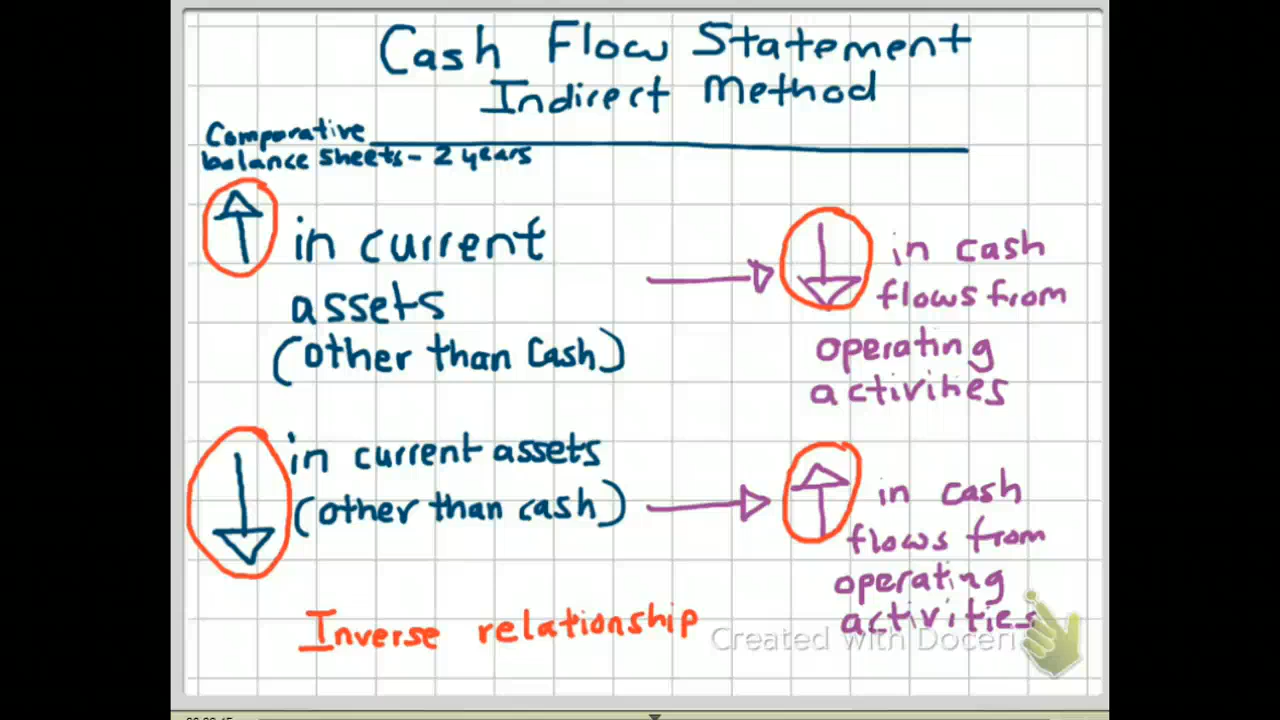 Cash Flow Statement
Indirect Method
Comparative
balance sheets - 2 years
in current
assets
(other than cash)
in cash
flows from
operating
activities
in current assets
(other than cash)
in cash
flows from
operating
activities
Inverse relationship
Created with Doceri